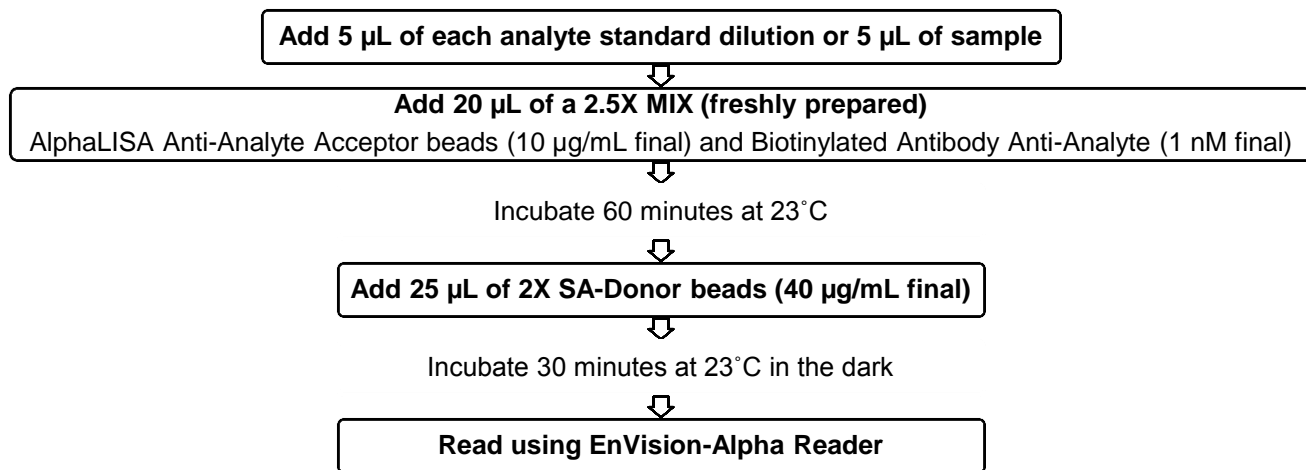 Add 5 µL of each analyte standard dilution or 5 µL of sample
Add 20 µL of a 2.5X MIX (freshly prepared)
AlphaLISA Anti-Analyte Acceptor beads (10 µg/mL final) and Biotinylated Antibody Anti-Analyte (1 nM final)
Incubate 60 minutes at 23˚C
Add 25 µL of 2X SA-Donor beads (40 µg/mL final)
Incubate 30 minutes at 23˚C in the dark
Read using EnVision-Alpha Reader